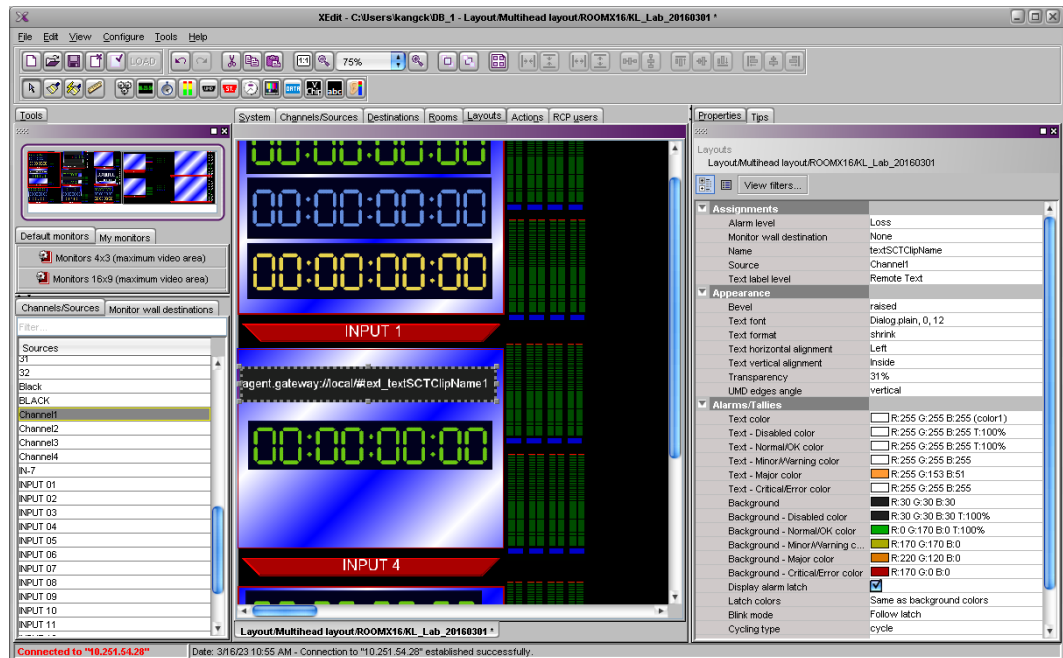 XEdit - C:\Users\kangck\DB_1 - Layout/Multihead layout/ROOMX16/KL_Lab_20160301 *
File Edit View Configure Tools Help
LOAD 1:1 75%
UMD ST. DATA V Chip abc
Tools
Default monitors My monitors
Monitors 4x3 (maximum video area)
Monitors 16x9 (maximum video area)
Channels/Sources Monitor wall destinations
Filter...
Sources
31
32
Black
BLACK
Channel1
Channel2
Channel3
Channel4
IN-7
INPUT 01
INPUT 02
INPUT 03
INPUT 04
INPUT 05
INPUT 06
INPUT 07
INPUT 08
INPUT 09
INPUT 10
INPUT 11
System Channels/Sources Destinations Rooms Layouts Actions RCP users
00:00:00:00
00:00:00:00
00:00:00:00
INPUT 1
agent.gateway://local/#text_textSCTClipName1
00:00:00:00
INPUT 4
Layout/Multihead layout/ROOMX16/KL_Lab_20160301 *
Properties Tips
Layouts
Layout/Multihead layout/ROOMX16/KL_Lab_20160301
View filters...
Assignments
Alarm level Loss
Monitor wall destination None
Name textSCTClipName
Source Channel1
Text label level Remote Text
Appearance
Bevel raised
Text font Dialog.plain, 0, 12
Text format shrink
Text horizontal alignment Left
Text vertical alignment Inside
Transparency 31%
UMD edges angle vertical
Alarms/Tallies
Text color R:255 G:255 B:255 (color1)
Text - Disabled color R:255 G:255 B:255 T:100%
Text - Normal/OK color R:255 G:255 B:255 T:100%
Text - Minor/Warning color R:255 G:255 B:255
Text - Major color R:255 G:153 B:51
Text - Critical/Error color R:255 G:255 B:255
Background R:30 G:30 B:30
Background - Disabled color R:30 G:30 B:30 T:100%
Background - Normal/OK color R:0 G:170 B:0 T:100%
Background - Minor/Warning c... R:170 G:170 B:0
Background - Major color R:220 G:120 B:0
Background - Critical/Error color R:170 G:0 B:0
Display alarm latch
Latch colors Same as background colors
Blink mode Follow latch
Cycling type cycle
Connected to "10.251.54.28" Date: 3/16/23 10:55 AM - Connection to "10.251.54.28" established successfully.